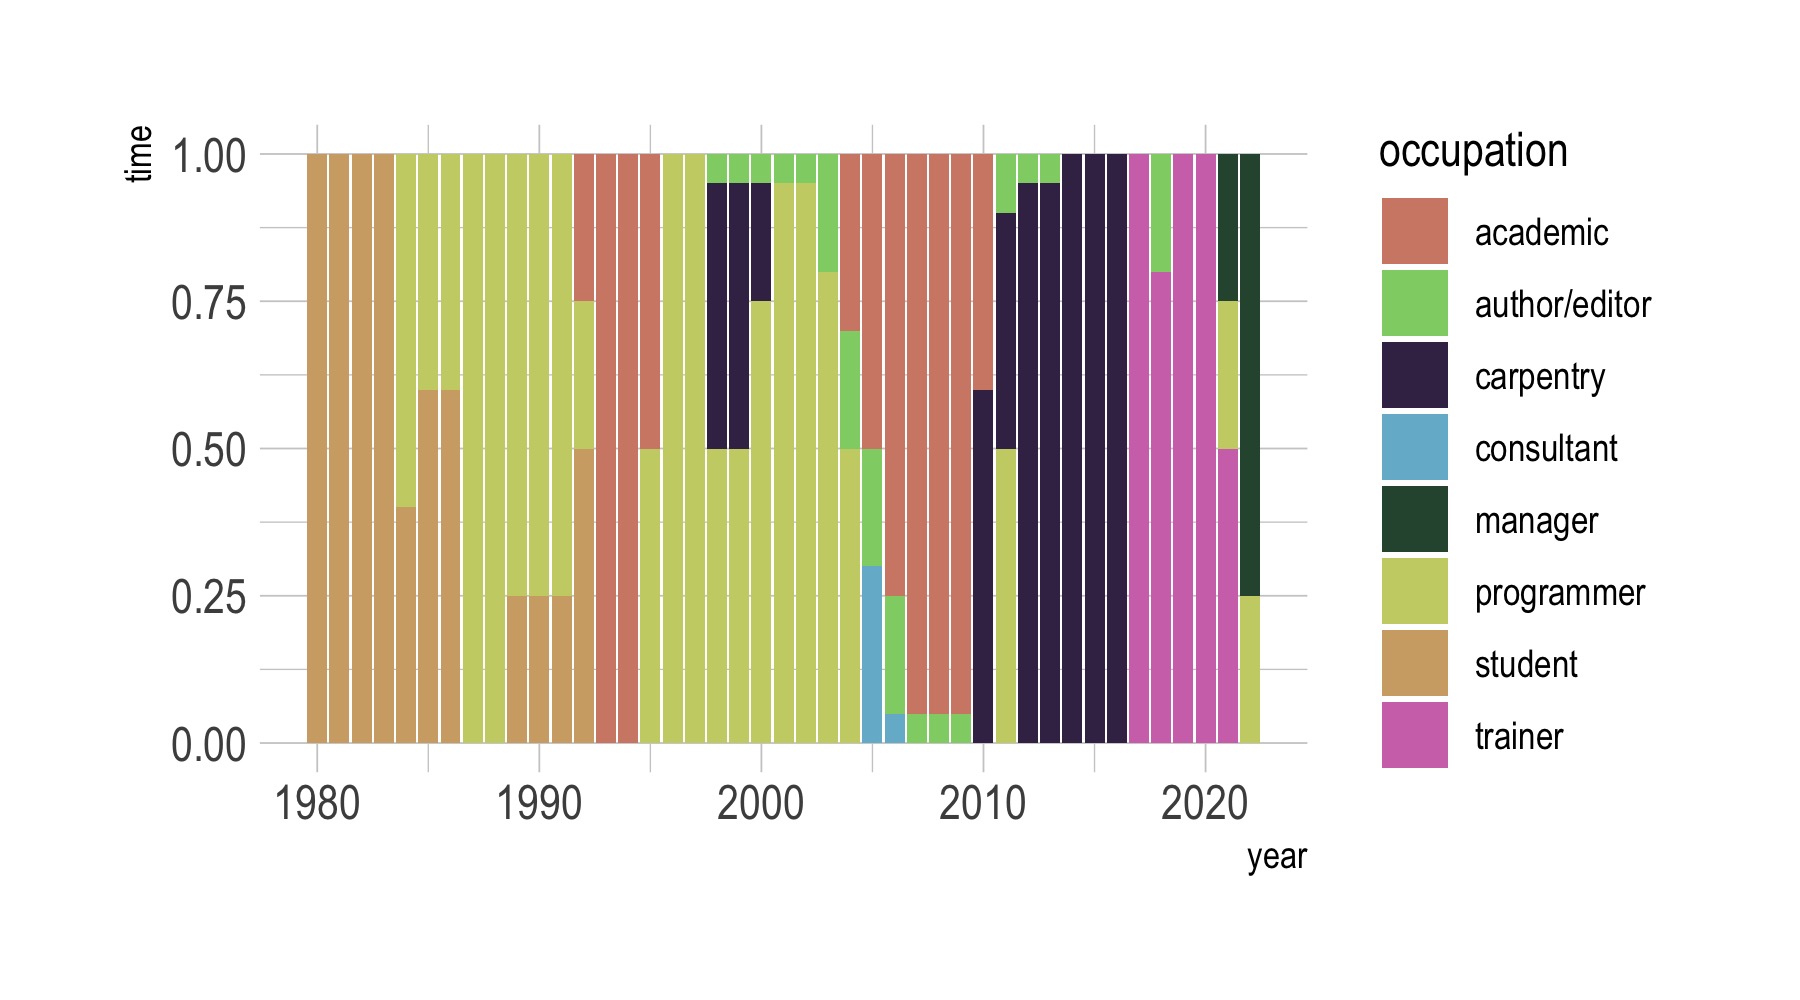 time
1.00
0.75
0.50
0.25
0.00
1980 1990 2000 2010 2020
year
occupation
academic
author/editor
carpentry
consultant
manager
programmer
student
trainer